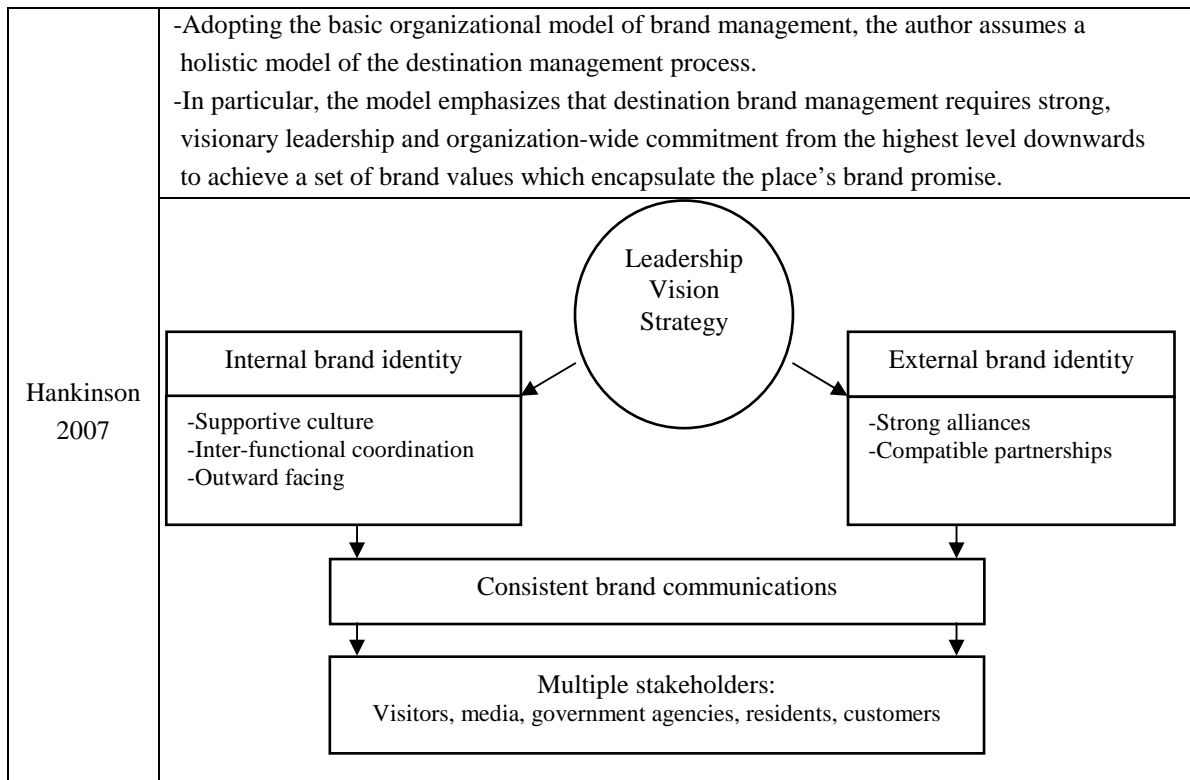 Hankinson
2007
-Adopting the basic organizational model of brand management, the author assumes a
holistic model of the destination management process.
-In particular, the model emphasizes that destination brand management requires strong,
visionary leadership and organization-wide commitment from the highest level downwards
to achieve a set of brand values which encapsulate the place’s brand promise.
Leadership
Vision
Strategy
Internal brand identity
-Supportive culture
-Inter-functional coordination
-Outward facing
External brand identity
-Strong alliances
-Compatible partnerships
Consistent brand communications
Multiple stakeholders:
Visitors, media, government agencies, residents, customers